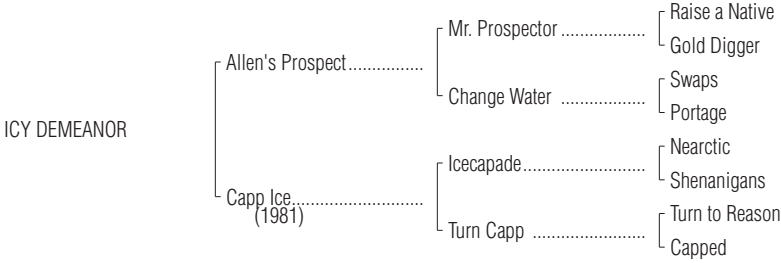 Raise a Native
Mr. Prospector ..................
Gold Digger
Allen's Prospect................
Swaps
Change Water ..................
Portage
ICY DEMEANOR
Nearctic
Icecapade..........................
Shenanigans
Capp Ice............................
(1981)
Turn to Reason
Turn Capp ........................
Capped